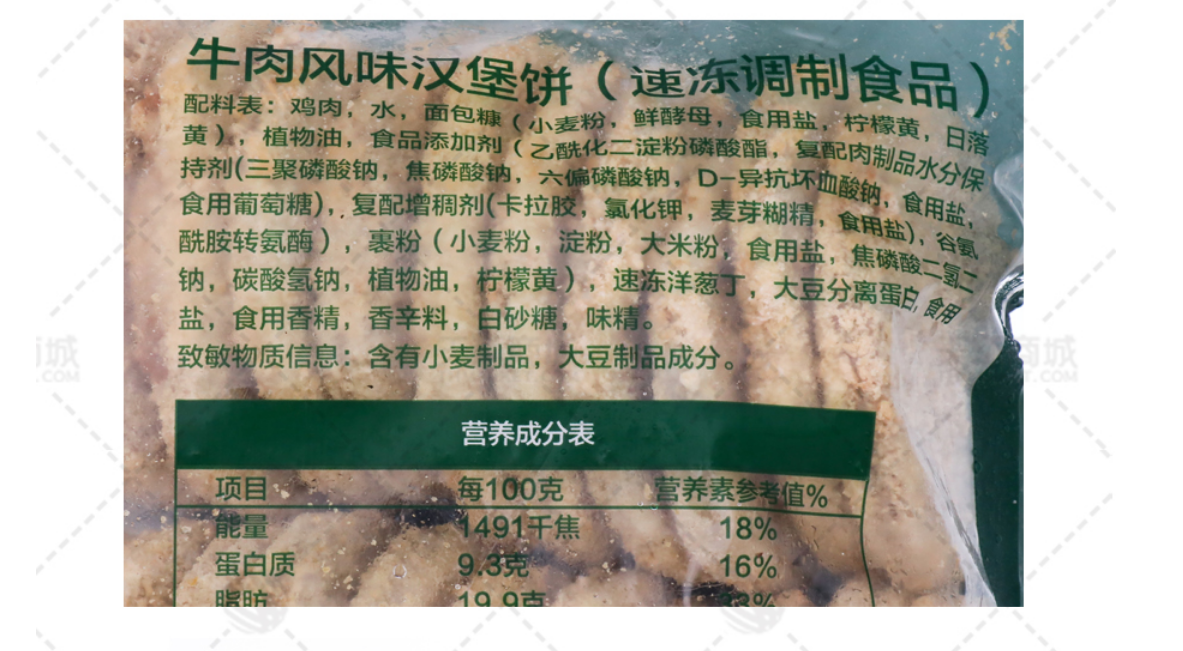 牛肉风味汉堡饼（速冻调制食品）
配料表：鸡肉，水，面包糠（小麦粉，鲜酵母，食用盐，柠檬黄，日落
黄），植物油，食品添加剂（乙酰化二淀粉磷酸酯，复配肉制品水分保
持剂(三聚磷酸钠，焦磷酸钠，六偏磷酸钠，D-异抗坏血酸钠，食用盐，
食用葡萄糖），复配增稠剂(卡拉胶，氯化钾，麦芽糊精，食用盐)，谷氨
酰胺转氨酶），裹粉（小麦粉，淀粉，大米粉，食用盐，焦磷酸二氢二
钠，碳酸氢钠，植物油，柠檬黄），速冻洋葱丁，大豆分离蛋白，食用
盐，食用香精，香辛料，白砂糖，味精。
致敏物质信息：含有小麦制品，大豆制品成分。
营养成分表
项目 每100克 营养素参考值%
能量 1491千焦 18%
蛋白质 9.3克 16%
脂肪 19.9克 33%
城
.COM
商城
.COM